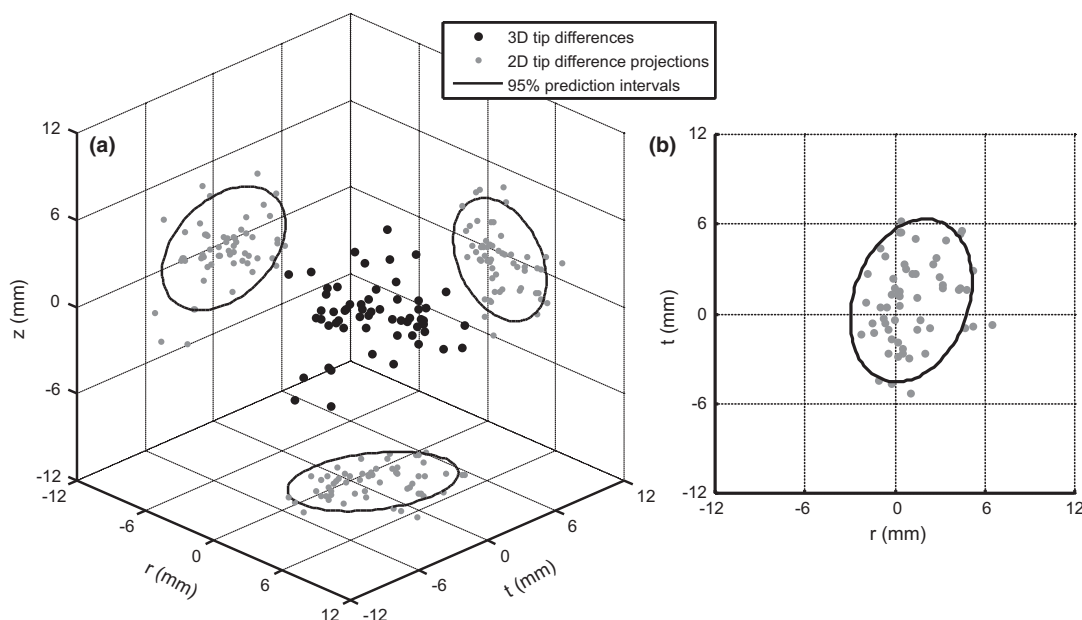 3D tip differences
2D tip difference projections
95% prediction intervals
(a)
12
6
0
-6
-12
z (mm)
-12
-6
0
6
12
r (mm)
-12
-6
0
6
12
t (mm)
(b)
12
6
0
-6
-12
t (mm)
-12
-6
0
6
12
r (mm)